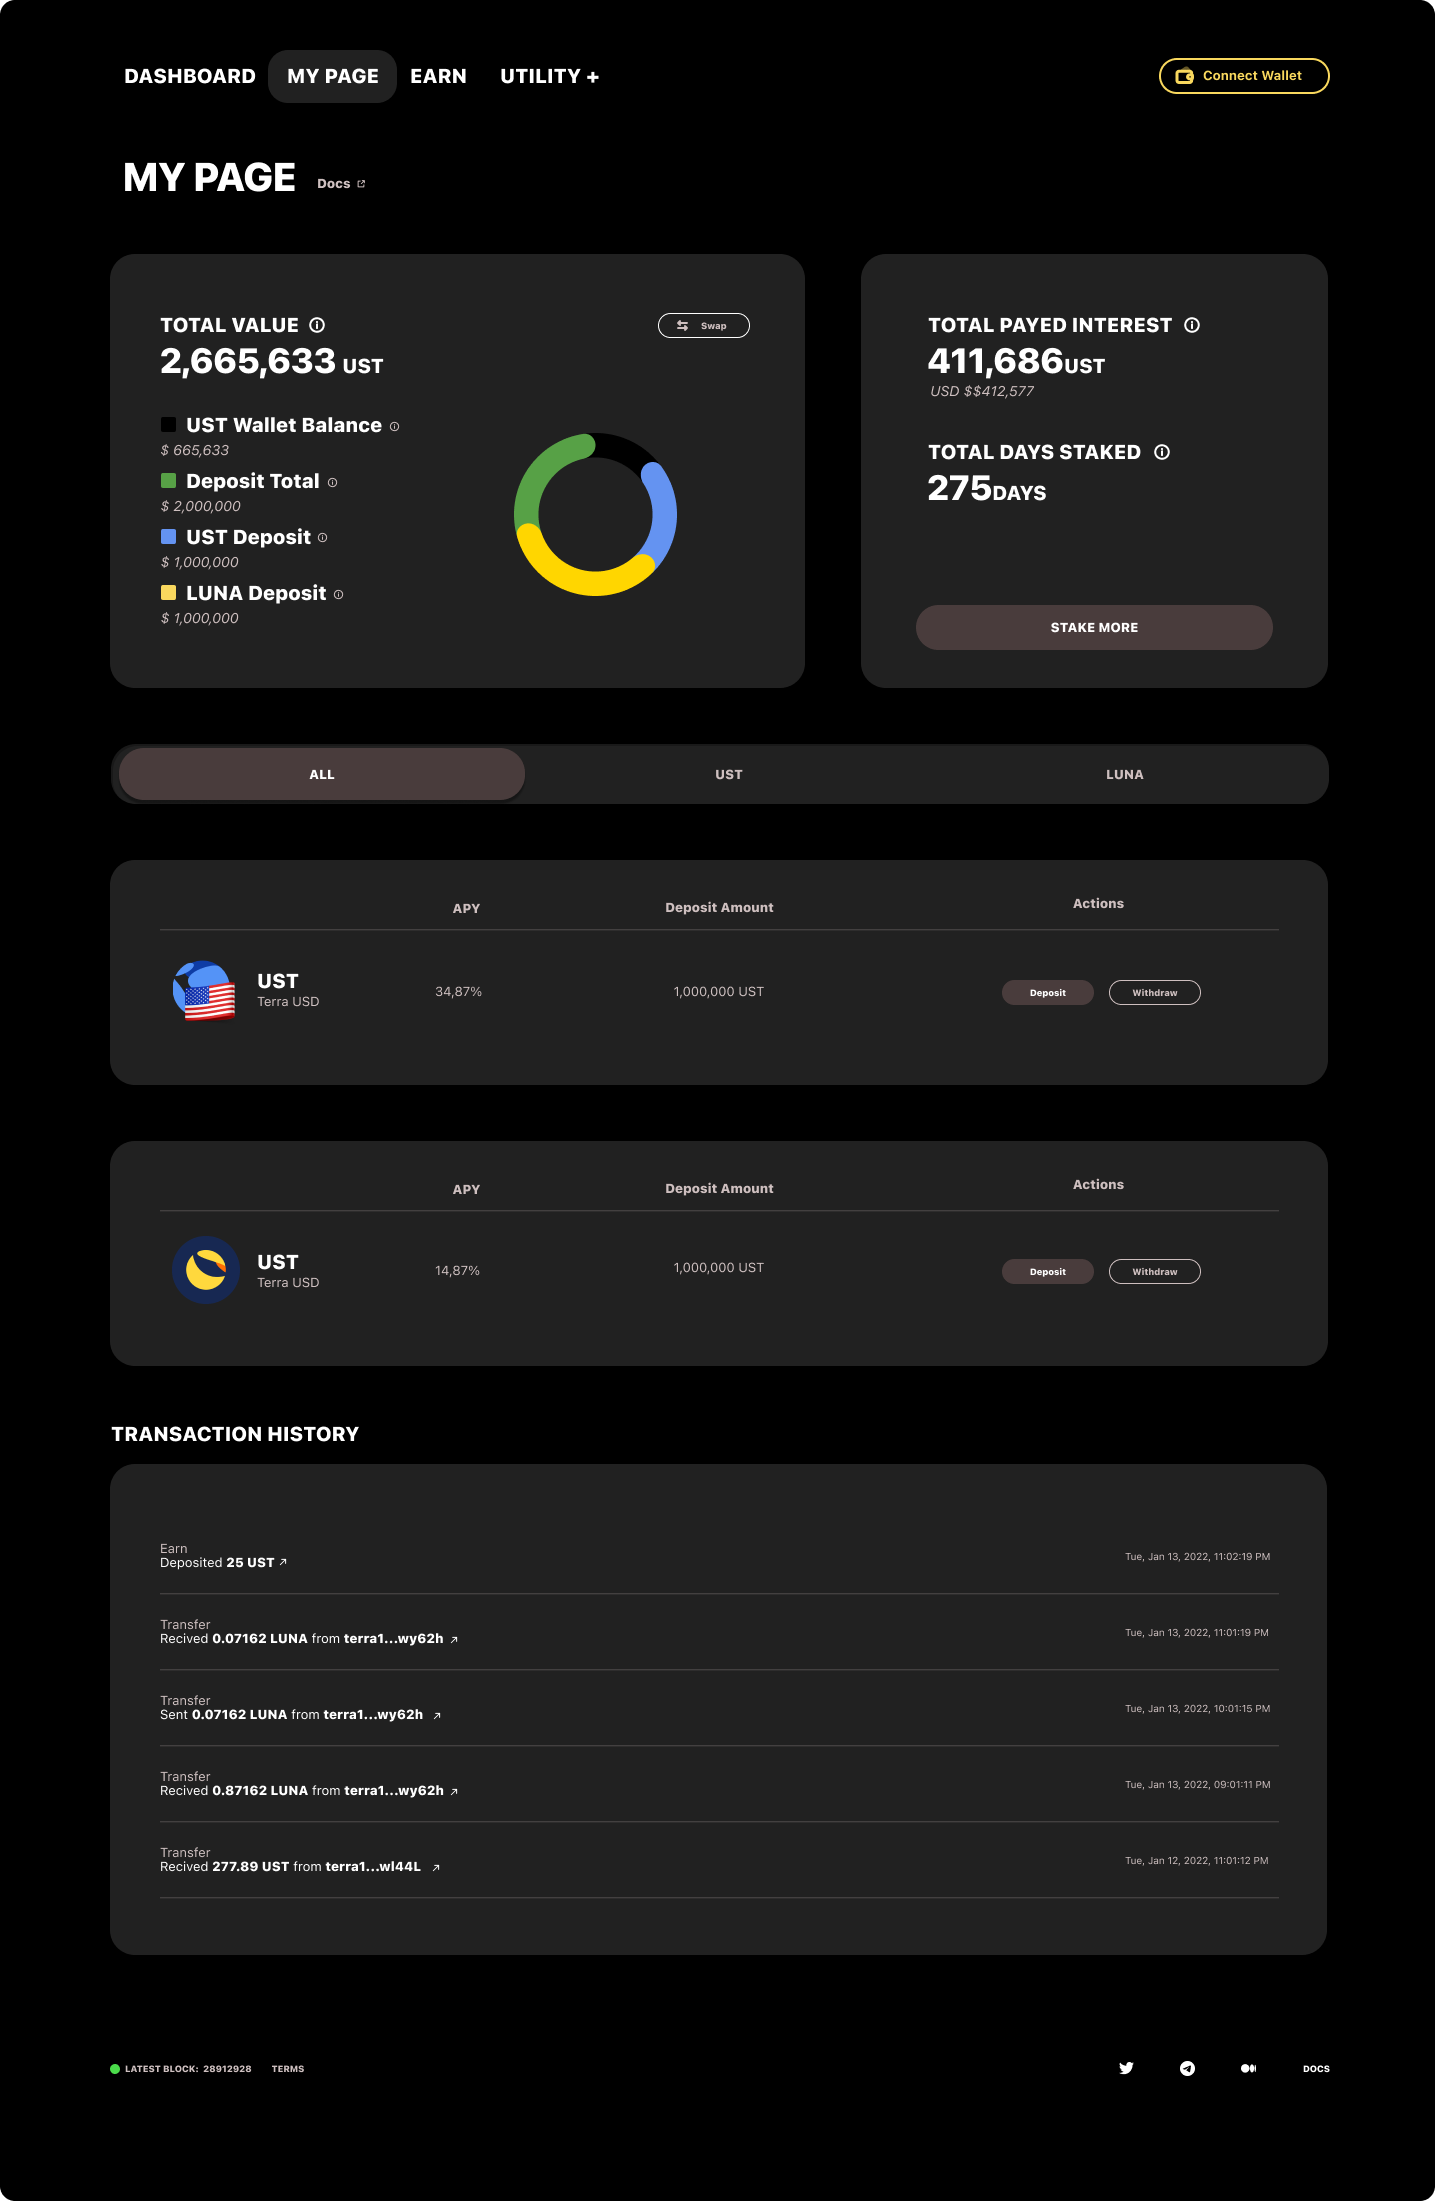 DASHBOARD MY PAGE EARN UTILITY +
Connect Wallet
MY PAGE Docs
TOTAL VALUE
Swap
2,665,633 UST
UST Wallet Balance
$ 665,633
Deposit Total
$ 2,000,000
UST Deposit
$ 1,000,000
LUNA Deposit
$ 1,000,000
TOTAL PAYED INTEREST
411,686UST
USD $$412,577
TOTAL DAYS STAKED
275DAYS
STAKE MORE
ALL UST LUNA
APY Deposit Amount Actions
UST
Terra USD
34,87% 1,000,000 UST Deposit Withdraw
APY Deposit Amount Actions
UST
Terra USD
14,87% 1,000,000 UST Deposit Withdraw
TRANSACTION HISTORY
Earn
Deposited 25 UST
Tue, Jan 13, 2022, 11:02:19 PM
Transfer
Recived 0.07162 LUNA from terra1...wy62h
Tue, Jan 13, 2022, 11:01:19 PM
Transfer
Sent 0.07162 LUNA from terra1...wy62h
Tue, Jan 13, 2022, 10:01:15 PM
Transfer
Recived 0.87162 LUNA from terra1...wy62h
Tue, Jan 13, 2022, 09:01:11 PM
Transfer
Recived 277.89 UST from terra1...wl44L
Tue, Jan 12, 2022, 11:01:12 PM
LATEST BLOCK: 28912928 TERMS DOCS